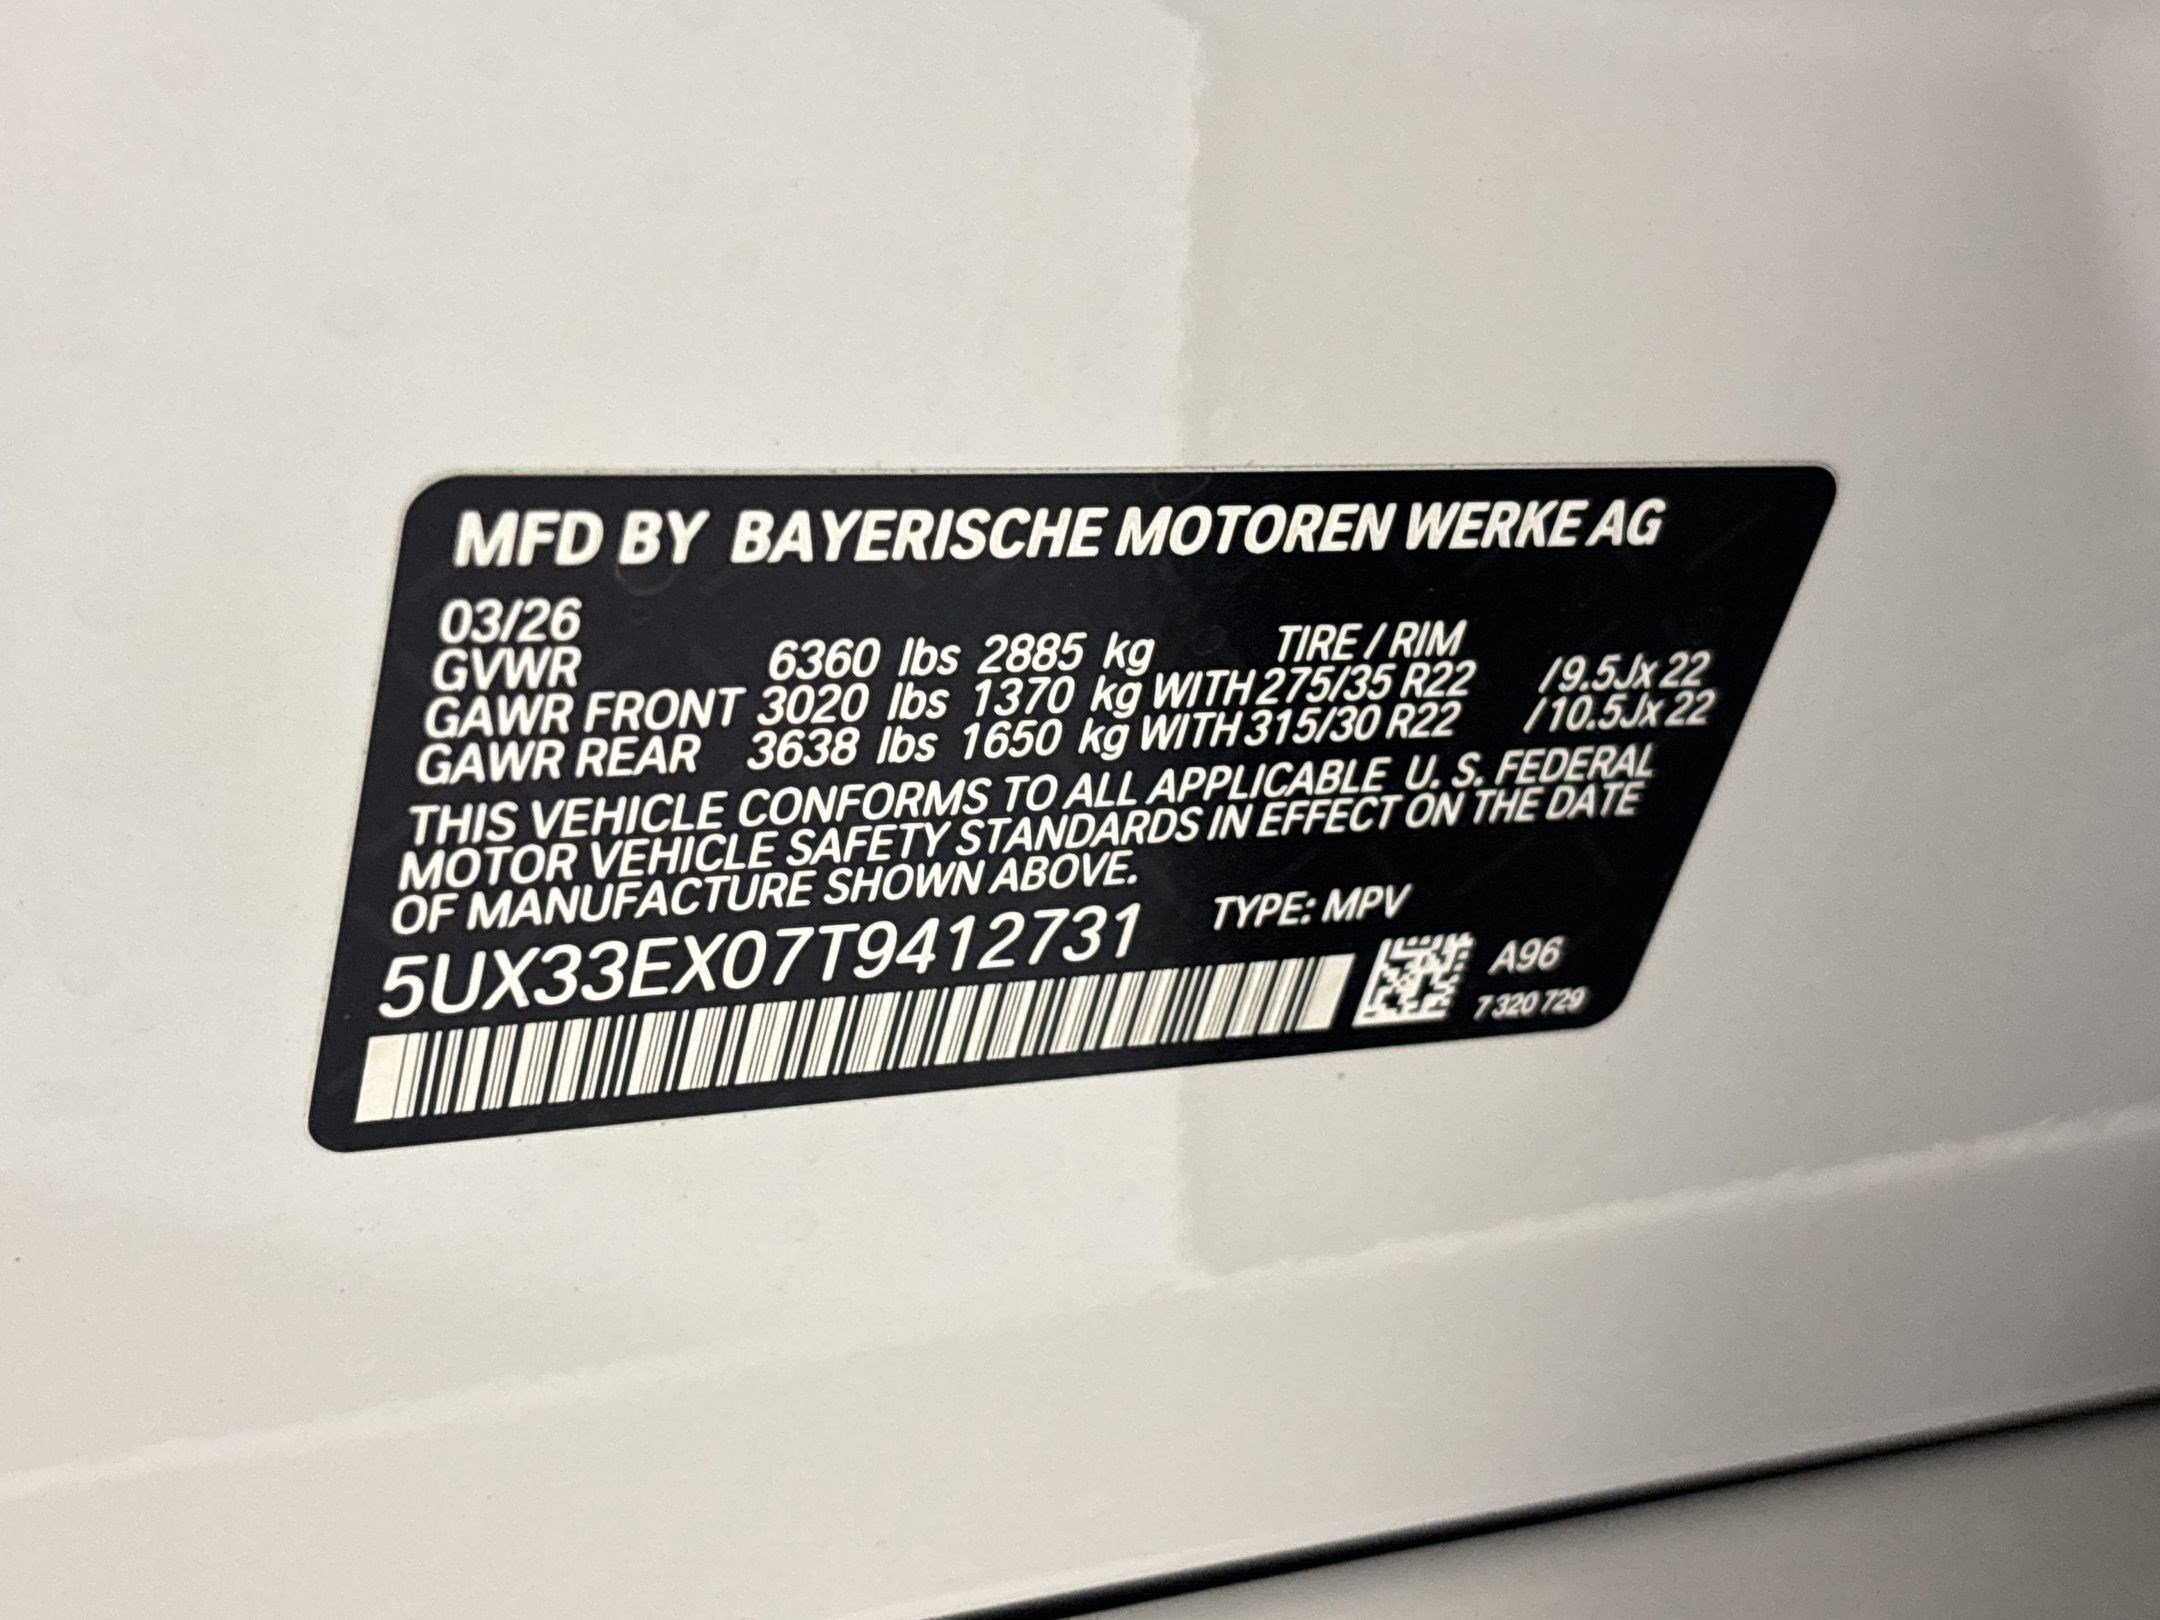 MFD BY BAYERISCHE MOTOREN WERKE AG
03/26
TIRE / RIM
GVWR 6360 lbs 2885 kg
GAWR FRONT 3020 lbs 1370 kg WITH 275/35 R22 /9.5Jx 22
GAWR REAR 3638 lbs 1650 kg WITH 315/30 R22 /10.5Jx 22
THIS VEHICLE CONFORMS TO ALL APPLICABLE U. S. FEDERAL
MOTOR VEHICLE SAFETY STANDARDS IN EFFECT ON THE DATE
OF MANUFACTURE SHOWN ABOVE.
5UX33EX07T9412731 TYPE: MPV
A96
7 320 729